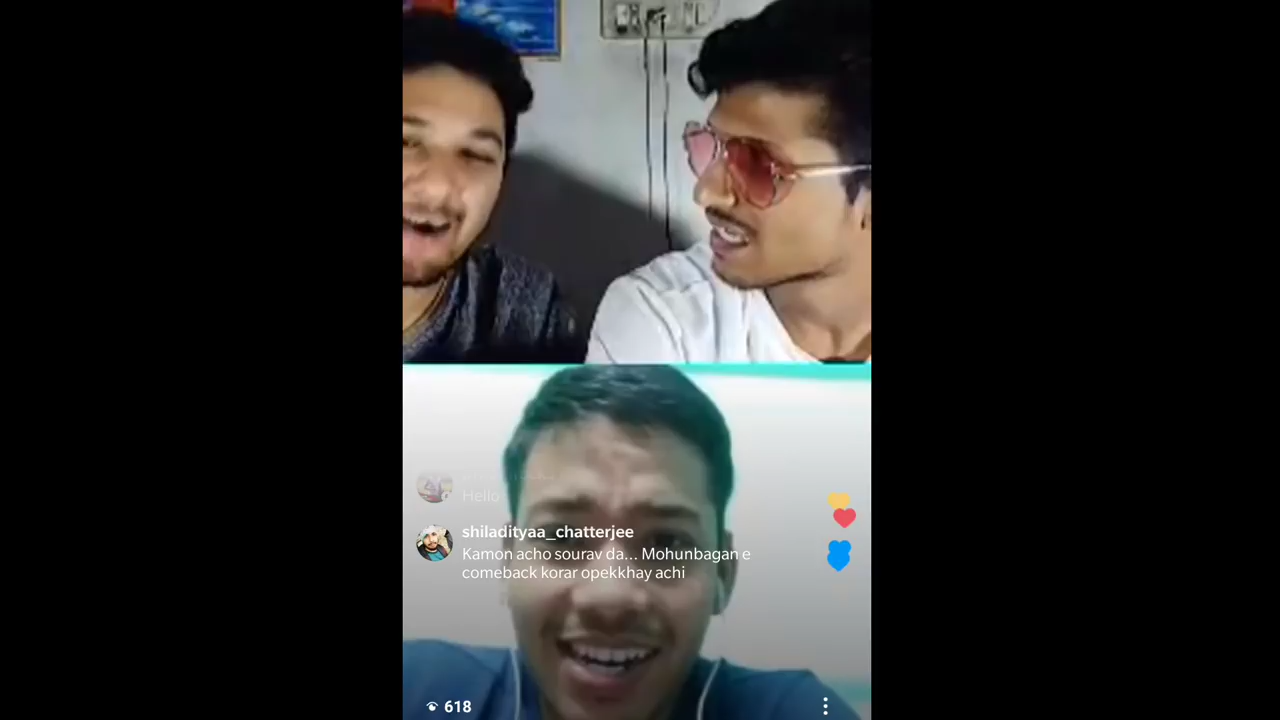 Hello
shiladityaa_chatterjee
Kamon acho sourav da... Mohunbagan e
comeback korar opekkhay achi
618